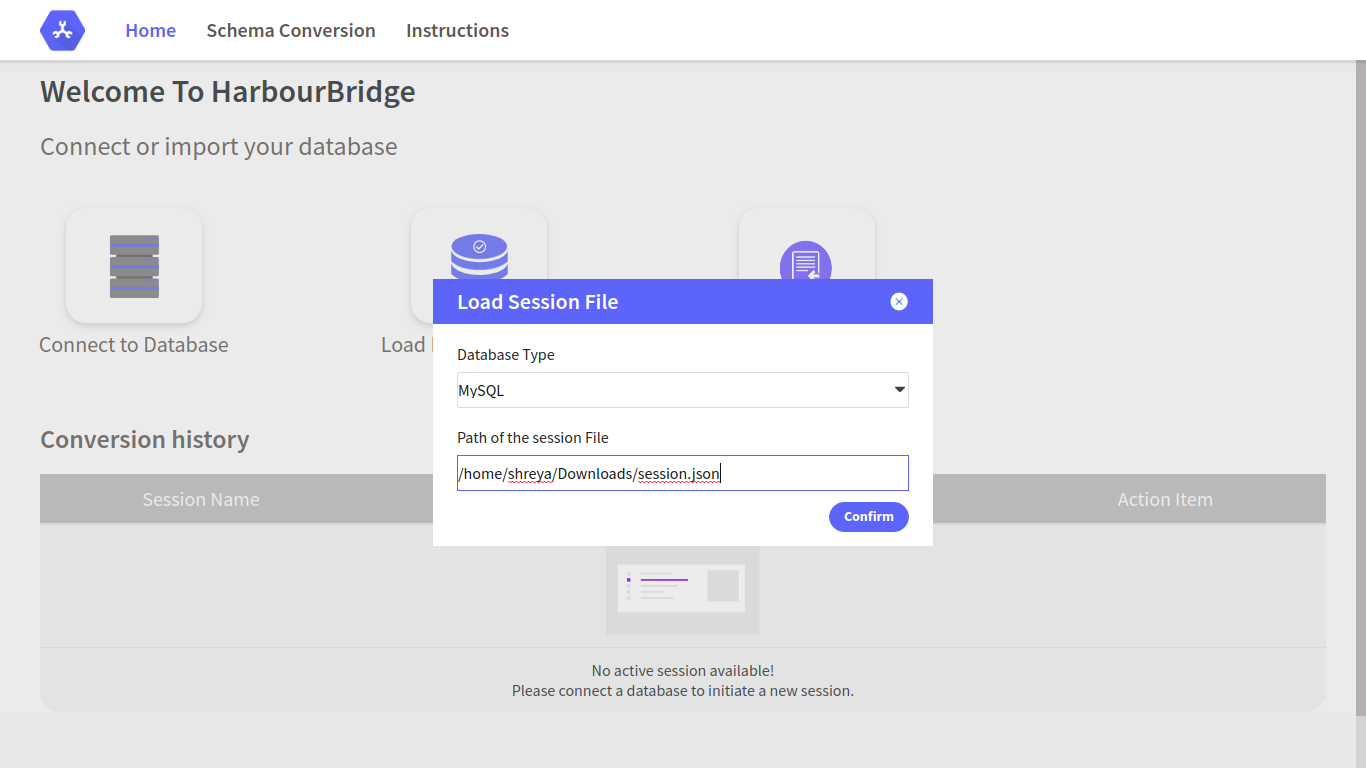 Home Schema Conversion Instructions
Welcome To HarbourBridge
Connect or import your database
Connect to Database
Load
Load Session File
Database Type
MySQL
Path of the session File
/home/shreya/Downloads/session.json
Confirm
Conversion history
Session Name Action Item
No active session available!
Please connect a database to initiate a new session.